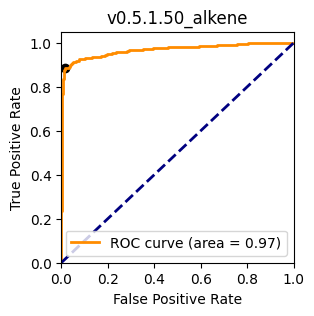 v0.5.1.50_alkene
True Positive Rate
1.0
0.8
0.6
0.4
0.2
0.0
ROC curve (area = 0.97)
0.0 0.2 0.4 0.6 0.8 1.0
False Positive Rate